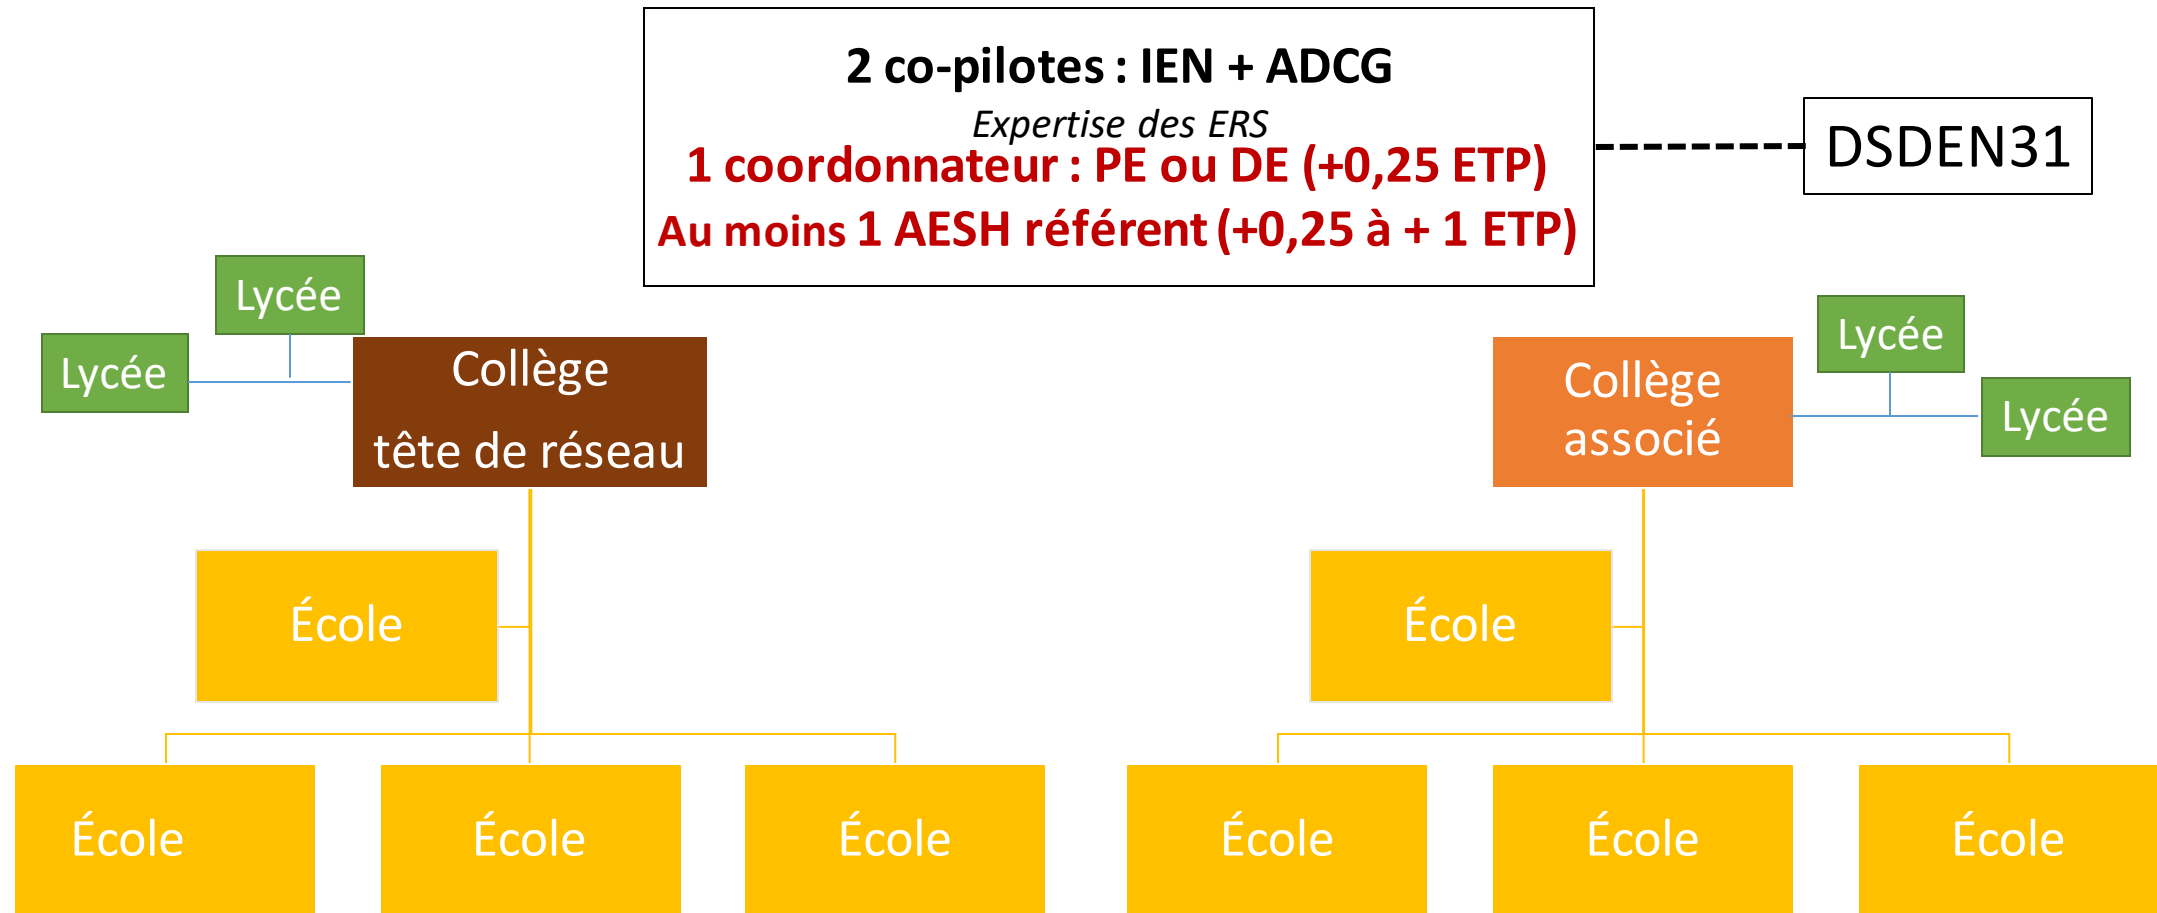 2 co-pilotes : IEN + ADCG
Expertise des ERS
1 coordonnateur : PE ou DE (+0,25 ETP)
Au moins 1 AESH référent (+0,25 à + 1 ETP)
DSDEN31
Lycée
Lycée
Collège
tête de réseau
Lycée
Lycée
Collège
associé
École
École
École
École
École
École
École
École